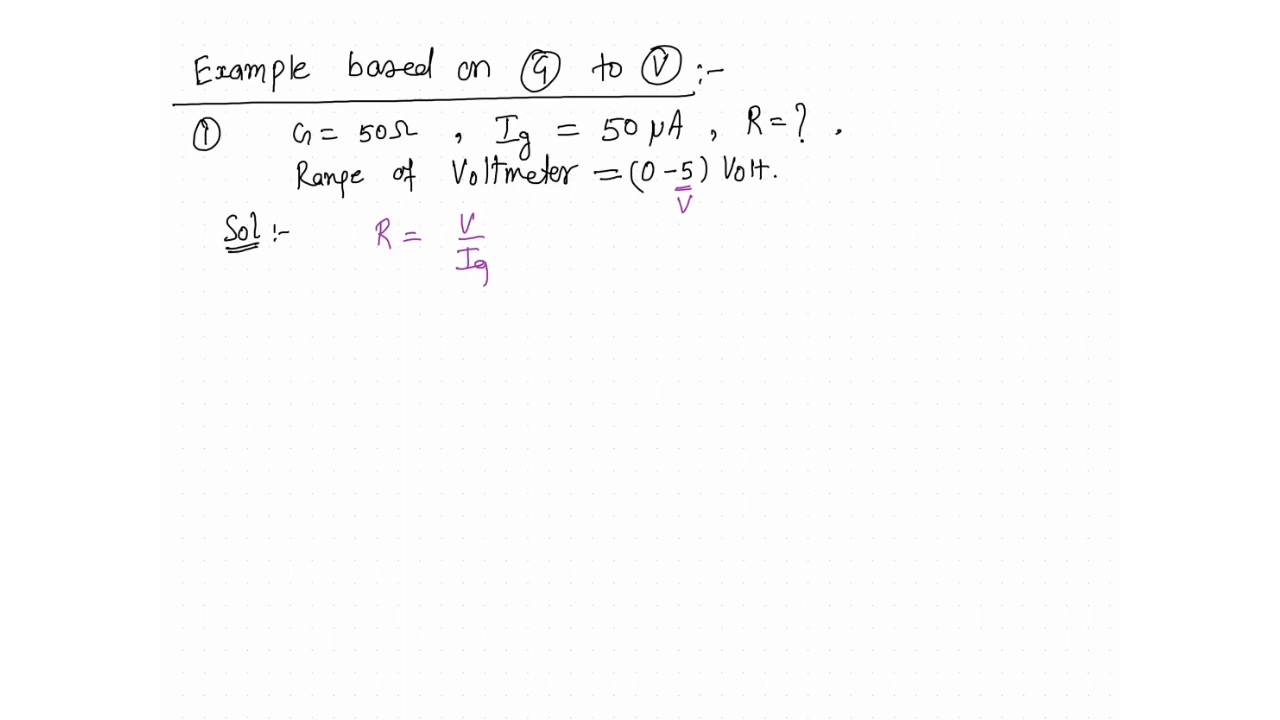 Example based on G to V :-
① G = 50Ω , Ig = 50 μA , R = ? .
Range of Voltmeter = (0 - 5) Volt.
V
Sol :- R = V/Ig